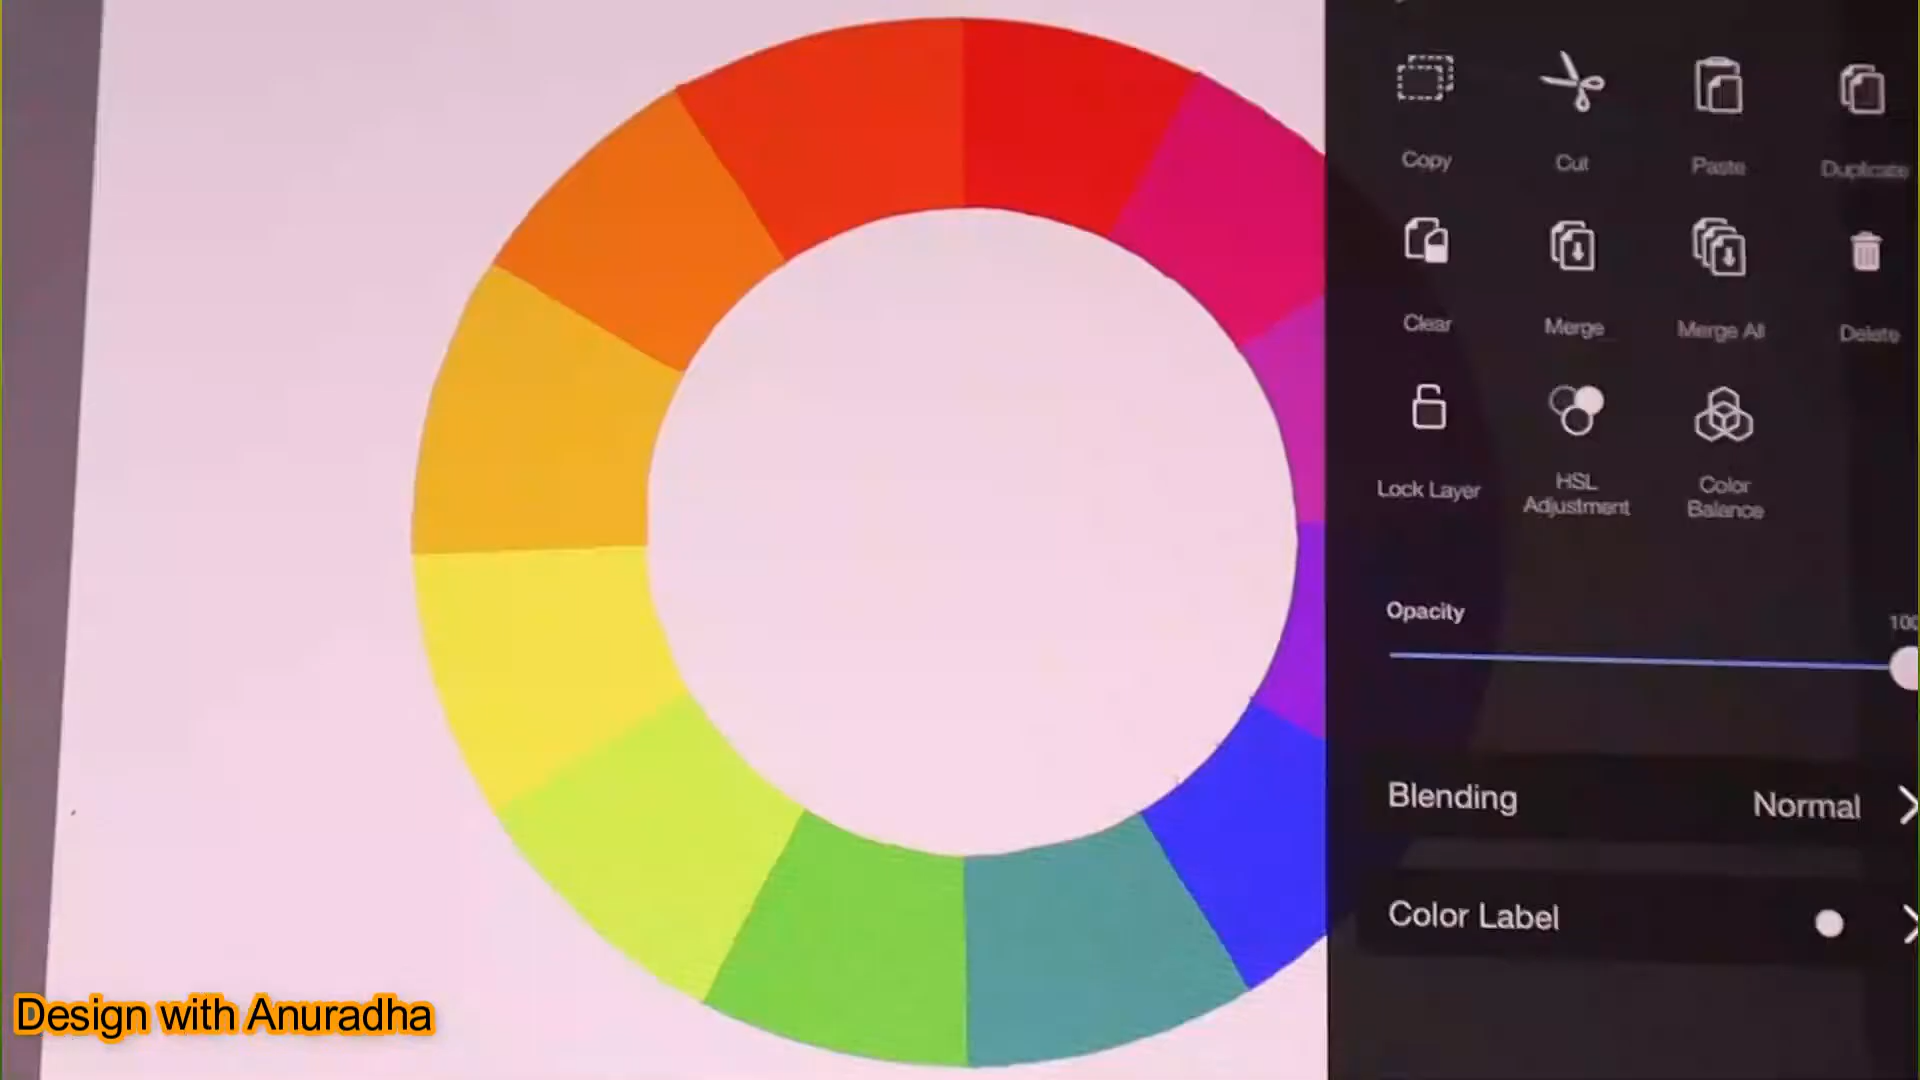 Copy
Cut
Paste
Duplicate
Clear
Merge
Merge All
Delete
Lock Layer
HSL
Adjustment
Color
Balance
Opacity
100
Blending
Normal
Color Label
Design with Anuradha